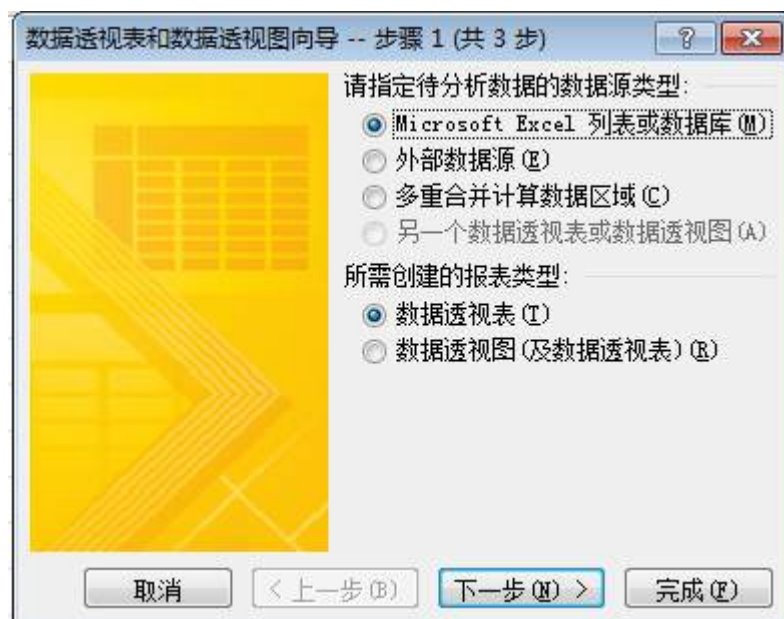 数据透视表和数据透视图向导 -- 步骤 1 (共 3 步)
请指定待分析数据的数据源类型:
Microsoft Excel 列表或数据库(M)
外部数据源(E)
多重合并计算数据区域(C)
另一个数据透视表或数据透视图(A)
所需创建的报表类型:
数据透视表(T)
数据透视图(及数据透视表)(R)
取消
< 上一步(B)
下一步(N) >
完成(F)